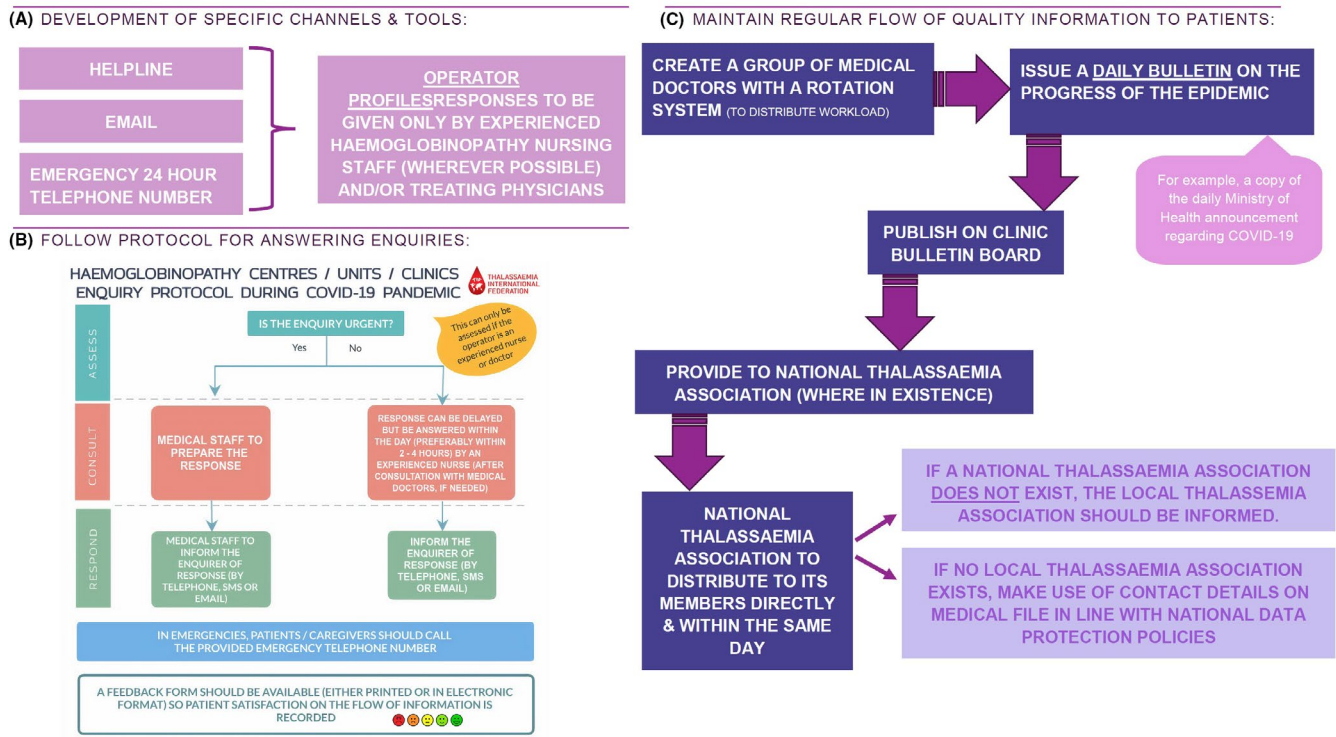 (A) DEVELOPMENT OF SPECIFIC CHANNELS & TOOLS:
HELPLINE
EMAIL
EMERGENCY 24 HOUR
TELEPHONE NUMBER
OPERATOR
PROFILESRESPONSES TO BE
GIVEN ONLY BY EXPERIENCED
HAEMOGLOBINOPATHY NURSING
STAFF (WHEREVER POSSIBLE)
AND/OR TREATING PHYSICIANS
(B) FOLLOW PROTOCOL FOR ANSWERING ENQUIRIES:
HAEMOGLOBINOPATHY CENTRES / UNITS / CLINICS
ENQUIRY PROTOCOL DURING COVID-19 PANDEMIC
THALASSAEMIA
INTERNATIONAL
FEDERATION
ASSESS
IS THE ENQUIRY URGENT?
Yes
No
This can only be
assessed if the
operator is an
experienced nurse
or doctor
CONSULT
MEDICAL STAFF TO
PREPARE THE
RESPONSE
RESPONSE CAN BE DELAYED
BUT BE ANSWERED WITHIN
THE DAY (PREFERABLY WITHIN
2 - 4 HOURS) BY AN
EXPERIENCED NURSE (AFTER
CONSULTATION WITH MEDICAL
DOCTORS, IF NEEDED)
RESPOND
MEDICAL STAFF TO
INFORM THE
ENQUIRER OF
RESPONSE (BY
TELEPHONE, SMS OR
EMAIL)
INFORM THE
ENQUIRER OF
RESPONSE (BY
TELEPHONE, SMS
OR EMAIL)
IN EMERGENCIES, PATIENTS / CAREGIVERS SHOULD CALL
THE PROVIDED EMERGENCY TELEPHONE NUMBER
A FEEDBACK FORM SHOULD BE AVAILABLE (EITHER PRINTED OR IN ELECTRONIC
FORMAT) SO PATIENT SATISFACTION ON THE FLOW OF INFORMATION IS
RECORDED
(C) MAINTAIN REGULAR FLOW OF QUALITY INFORMATION TO PATIENTS:
CREATE A GROUP OF MEDICAL
DOCTORS WITH A ROTATION
SYSTEM (TO DISTRIBUTE WORKLOAD)
ISSUE A DAILY BULLETIN ON THE
PROGRESS OF THE EPIDEMIC
For example, a copy of
the daily Ministry of
Health announcement
regarding COVID-19
PUBLISH ON CLINIC
BULLETIN BOARD
PROVIDE TO NATIONAL THALASSAEMIA
ASSOCIATION (WHERE IN EXISTENCE)
NATIONAL
THALASSAEMIA
ASSOCIATION TO
DISTRIBUTE TO ITS
MEMBERS DIRECTLY
& WITHIN THE SAME
DAY
IF A NATIONAL THALASSAEMIA ASSOCIATION
DOES NOT EXIST, THE LOCAL THALASSEMIA
ASSOCIATION SHOULD BE INFORMED.
IF NO LOCAL THALASSAEMIA ASSOCIATION
EXISTS, MAKE USE OF CONTACT DETAILS ON
MEDICAL FILE IN LINE WITH NATIONAL DATA
PROTECTION POLICIES